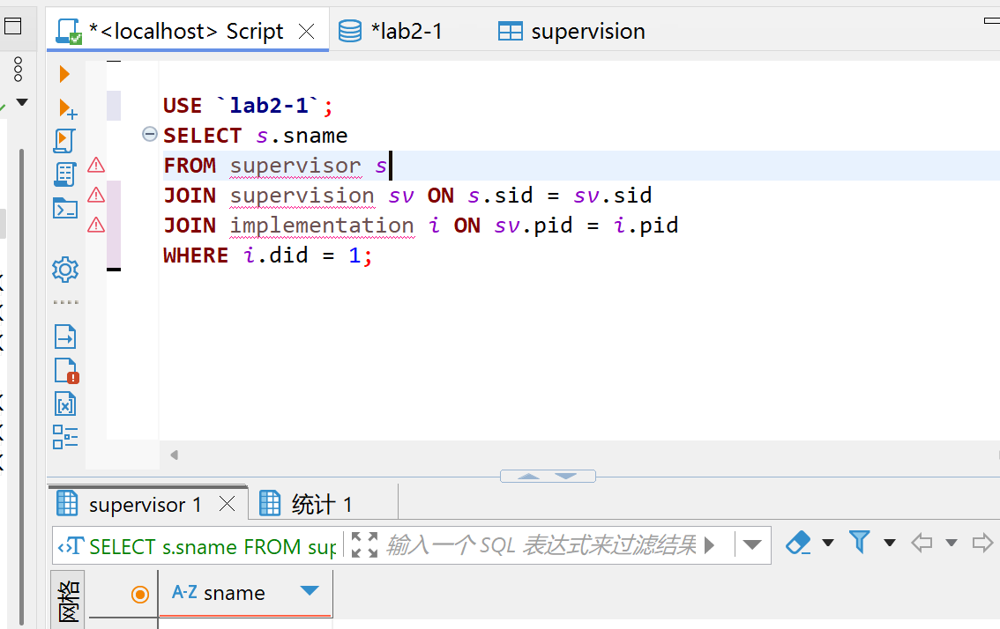 *<localhost> Script
*lab2-1
supervision
USE `lab2-1`;
SELECT s.sname
FROM supervisor s
JOIN supervision sv ON s.sid = sv.sid
JOIN implementation i ON sv.pid = i.pid
WHERE i.did = 1;
supervisor 1
统计 1
SELECT s.sname FROM sup
输入一个 SQL 表达式来过滤结果
网格
A-Z sname